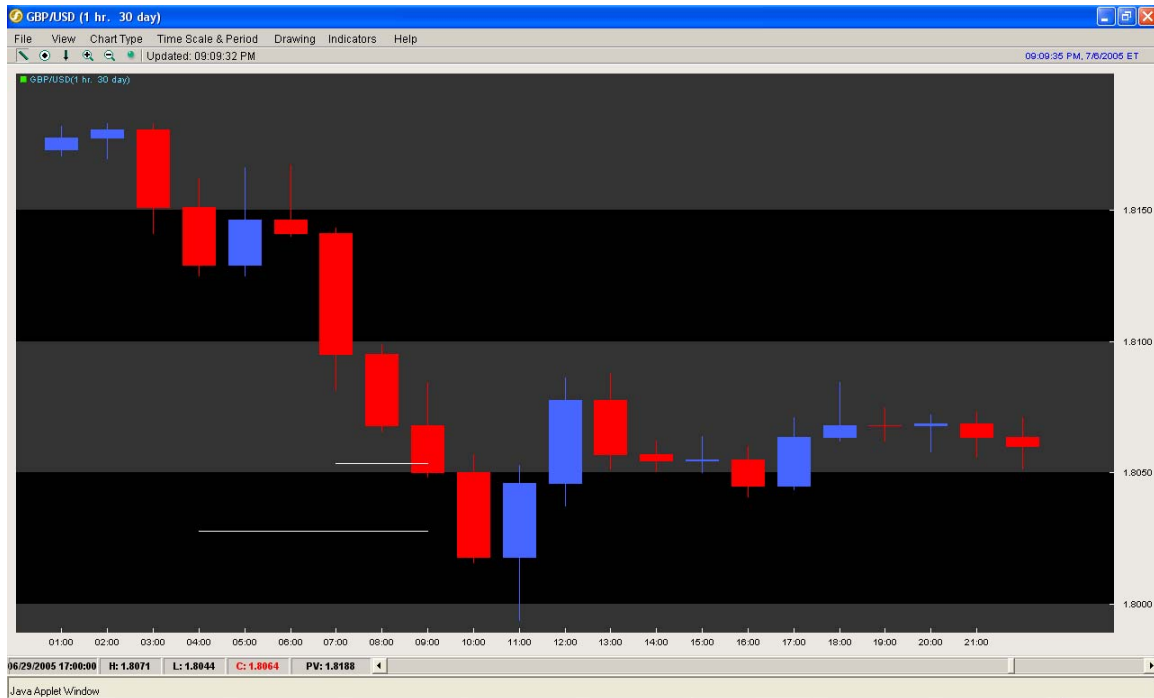 GBP/USD (1 hr. 30 day)
File View Chart Type Time Scale & Period Drawing Indicators Help
Updated: 09:09:32 PM 09:09:35 PM, 7/6/2005 ET
GBP/USD(1 hr. 30 day)
1.8150
1.8100
1.8050
1.8000
01:00 02:00 03:00 04:00 05:00 06:00 07:00 08:00 09:00 10:00 11:00 12:00 13:00 14:00 15:00 16:00 17:00 18:00 19:00 20:00 21:00
06/29/2005 17:00:00 H: 1.8071 L: 1.8044 C: 1.8064 PV: 1.8188
Java Applet Window